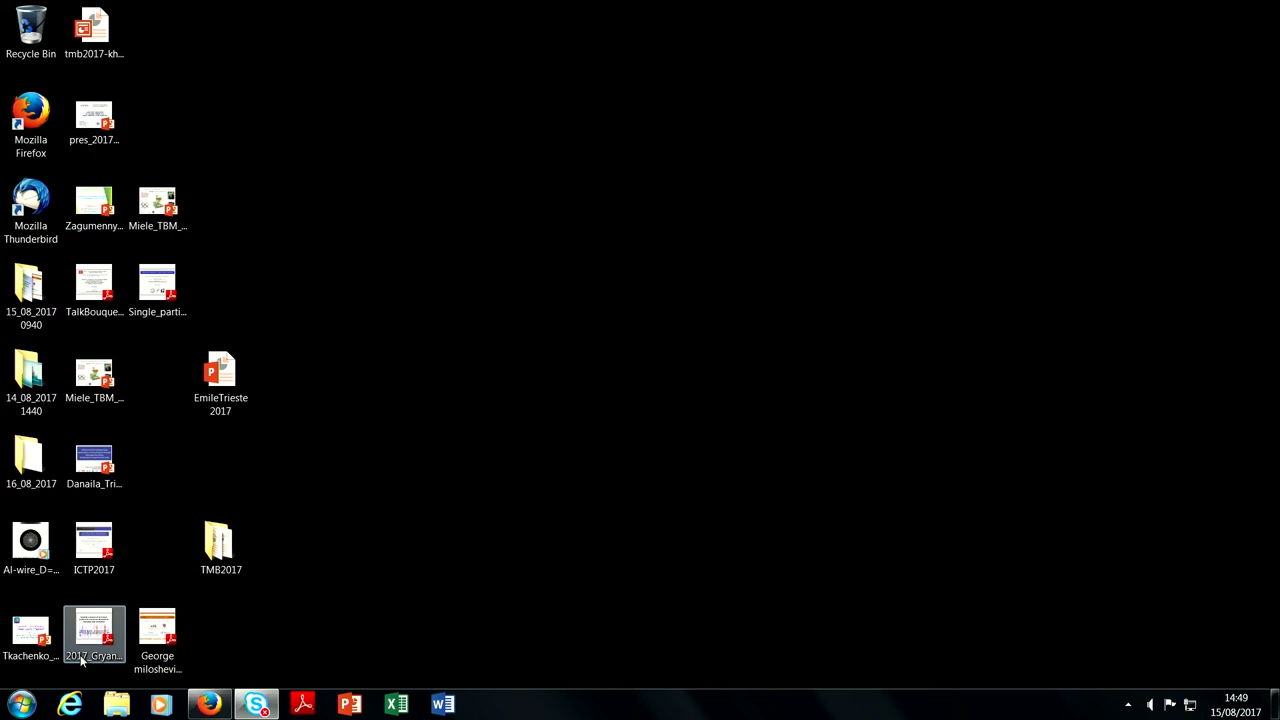 Recycle Bin
tmb2017-kh...
Mozilla
Firefox
pres_2017...
Mozilla
Thunderbird
Zagumenny...
Miele_TBM_...
15_08_2017
0940
TalkBouque...
Single_parti...
14_08_2017
1440
Miele_TBM_...
EmileTrieste
2017
16_08_2017
Danaila_Tri...
Al-wire_D=...
ICTP2017
TMB2017
Tkachenko_...
2017_Gryan...
George
miloshevi...
14:49
15/08/2017